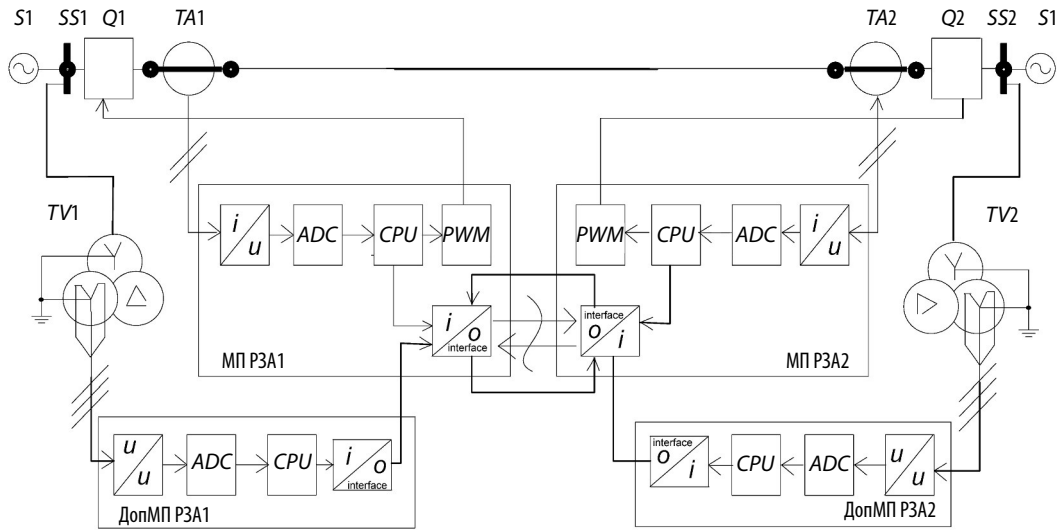 S1 SS1 Q1 TA1 TA2 Q2 SS2 S1
TV1
TV2
i u ADC CPU PWM
PWM CPU ADC i u
i o interface
interface o i
МП РЗА1
МП РЗА2
u u ADC CPU i o interface
interface o i CPU ADC u u
ДопМП РЗА1
ДопМП РЗА2